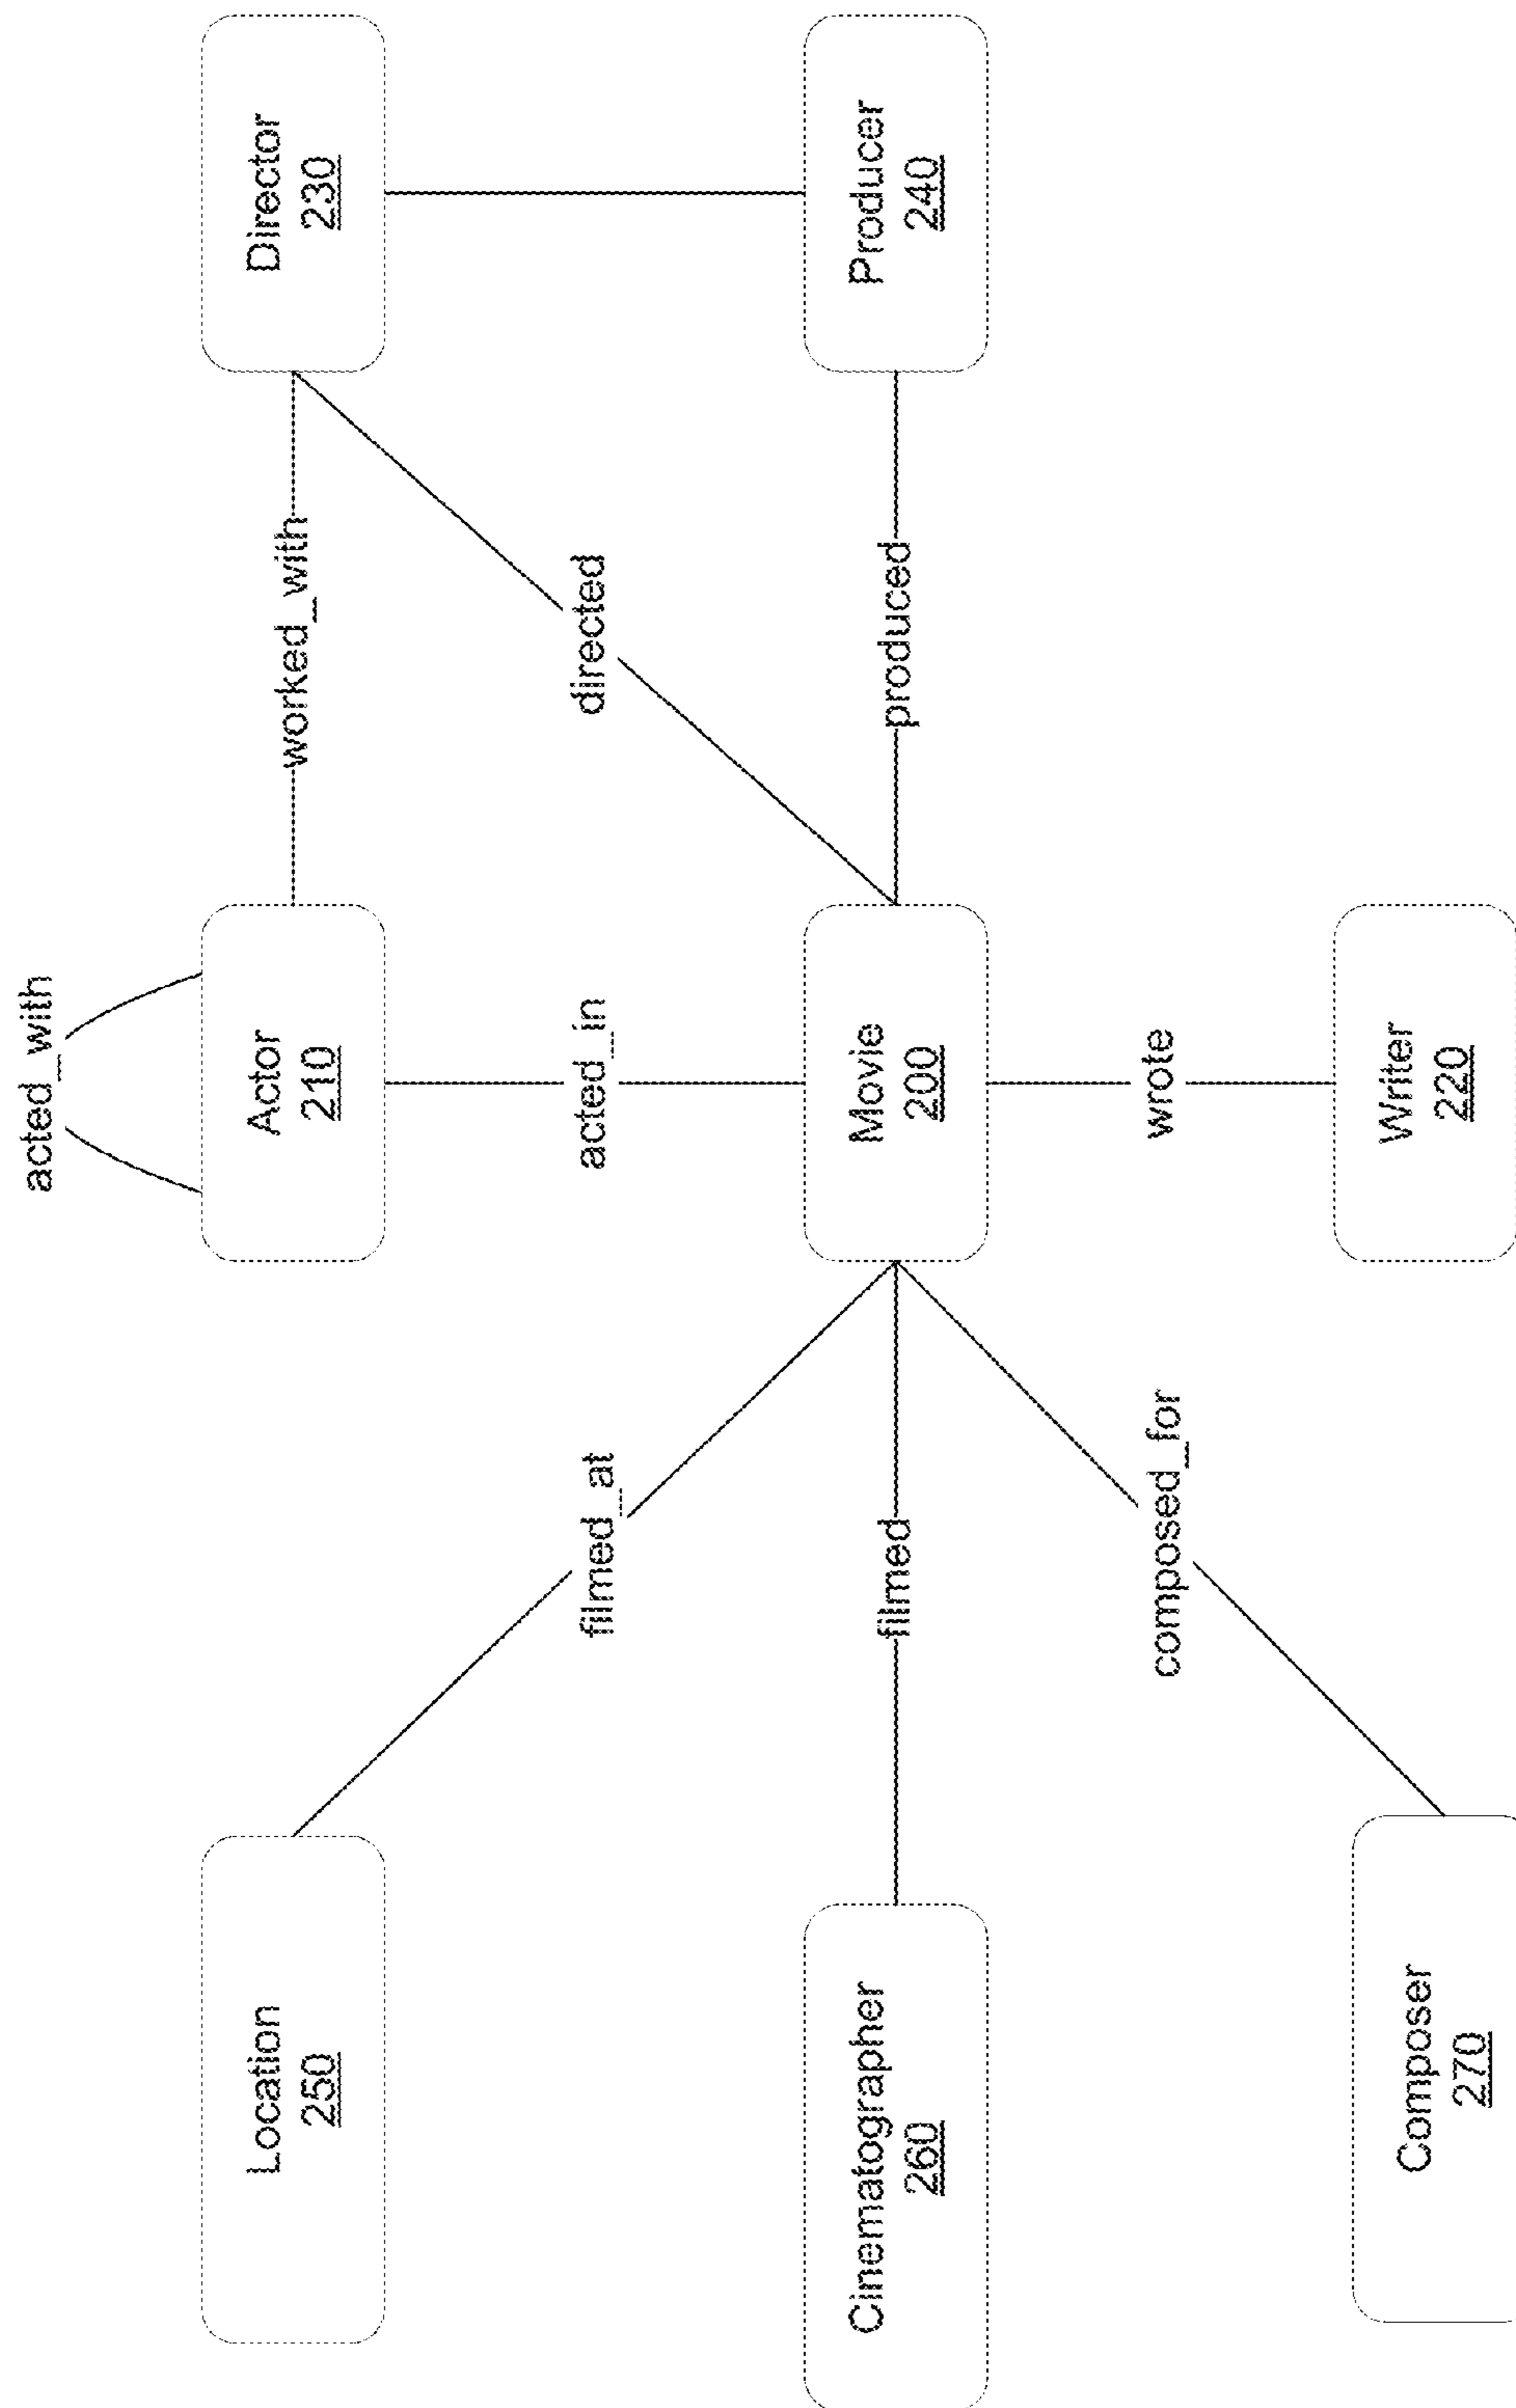 acted_with
Location
250
Actor
210
worked_with
Director
230
filmed_at
acted_in
directed
Cinematographer
260
filmed
Movie
200
produced
Producer
240
composed_for
wrote
Composer
270
Writer
220